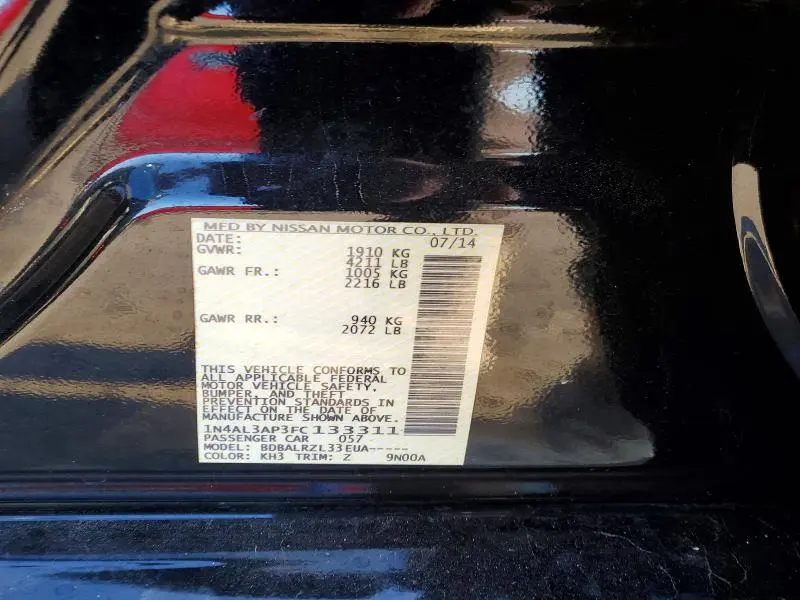 MFD BY NISSAN MOTOR CO., LTD.
DATE: 07/14
GVWR: 1910 KG
4211 LB
GAWR FR.: 1005 KG
2216 LB
GAWR RR.: 940 KG
2072 LB
THIS VEHICLE CONFORMS TO
ALL APPLICABLE FEDERAL
MOTOR VEHICLE SAFETY,
BUMPER, AND THEFT
PREVENTION STANDARDS IN
EFFECT ON THE DATE OF
MANUFACTURE SHOWN ABOVE.
1N4AL3AP3FC133311
PASSENGER CAR 057
MODEL: BDBALRZL33EUA-----
COLOR: KH3 TRIM: Z 9N00A